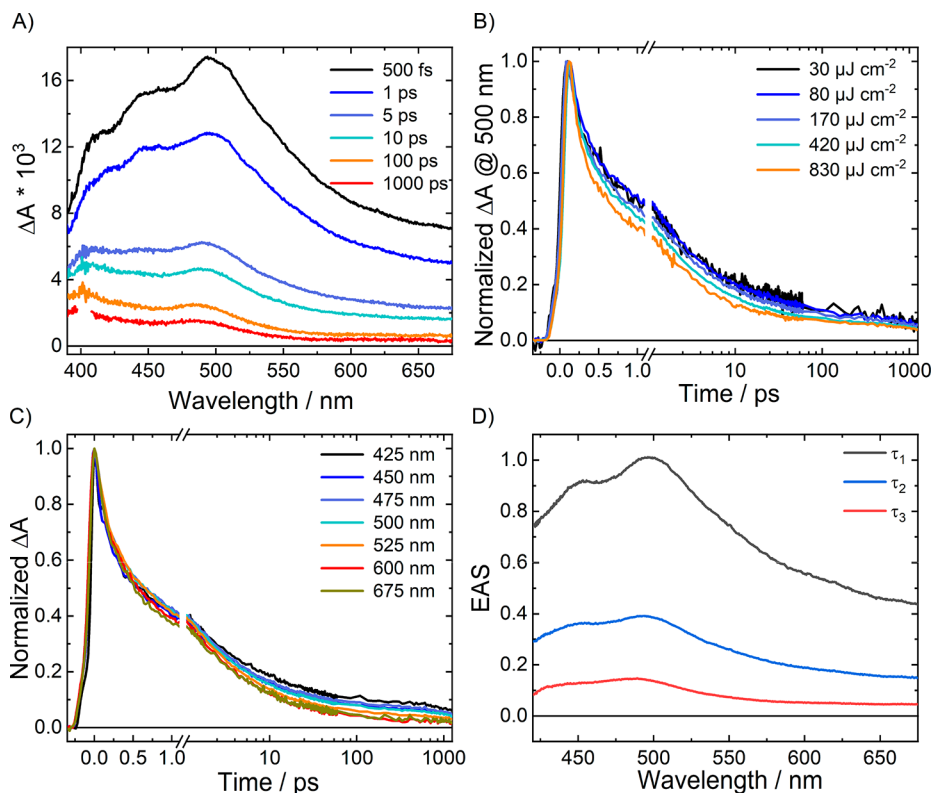 A)
ΔA * 10³
16
12
8
4
0
500 fs
1 ps
5 ps
10 ps
100 ps
1000 ps
390 450 500 550 600 650
Wavelength / nm
B)
Normalized ΔA @ 500 nm
1.0
0.8
0.6
0.4
0.2
0.0
30 µJ cm⁻²
80 µJ cm⁻²
170 µJ cm⁻²
420 µJ cm⁻²
830 µJ cm⁻²
0.0 0.5 1.0 10 100 1000
Time / ps
C)
Normalized ΔA
1.0
0.8
0.6
0.4
0.2
0.0
425 nm
450 nm
475 nm
500 nm
525 nm
600 nm
675 nm
0.0 0.5 1.0 10 100 1000
Time / ps
D)
EAS
1.0
0.8
0.6
0.4
0.2
0.0
τ₁
τ₂
τ₃
450 500 550 600 650
Wavelength / nm